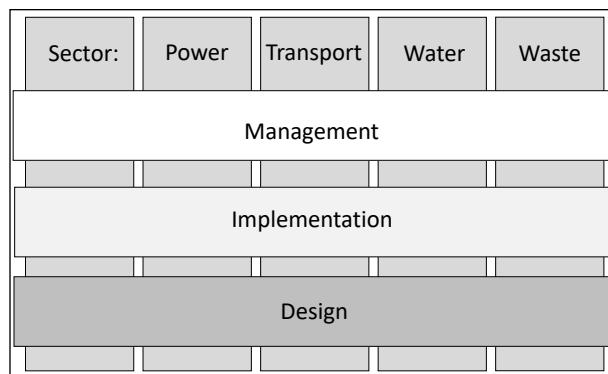 Sector: Power Transport Water Waste
Management
Implementation
Design